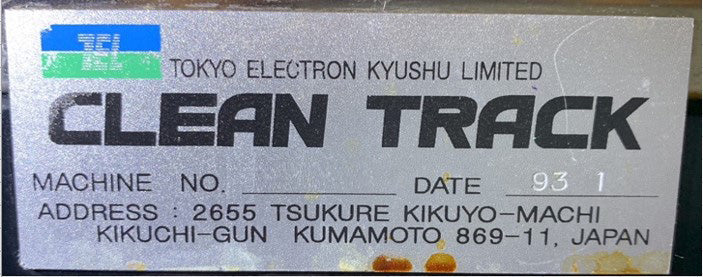 TEL
TOKYO ELECTRON KYUSHU LIMITED
CLEAN TRACK
MACHINE NO. DATE 93 1
ADDRESS : 2655 TSUKURE KIKUYO-MACHI
KIKUCHI-GUN KUMAMOTO 869-11, JAPAN